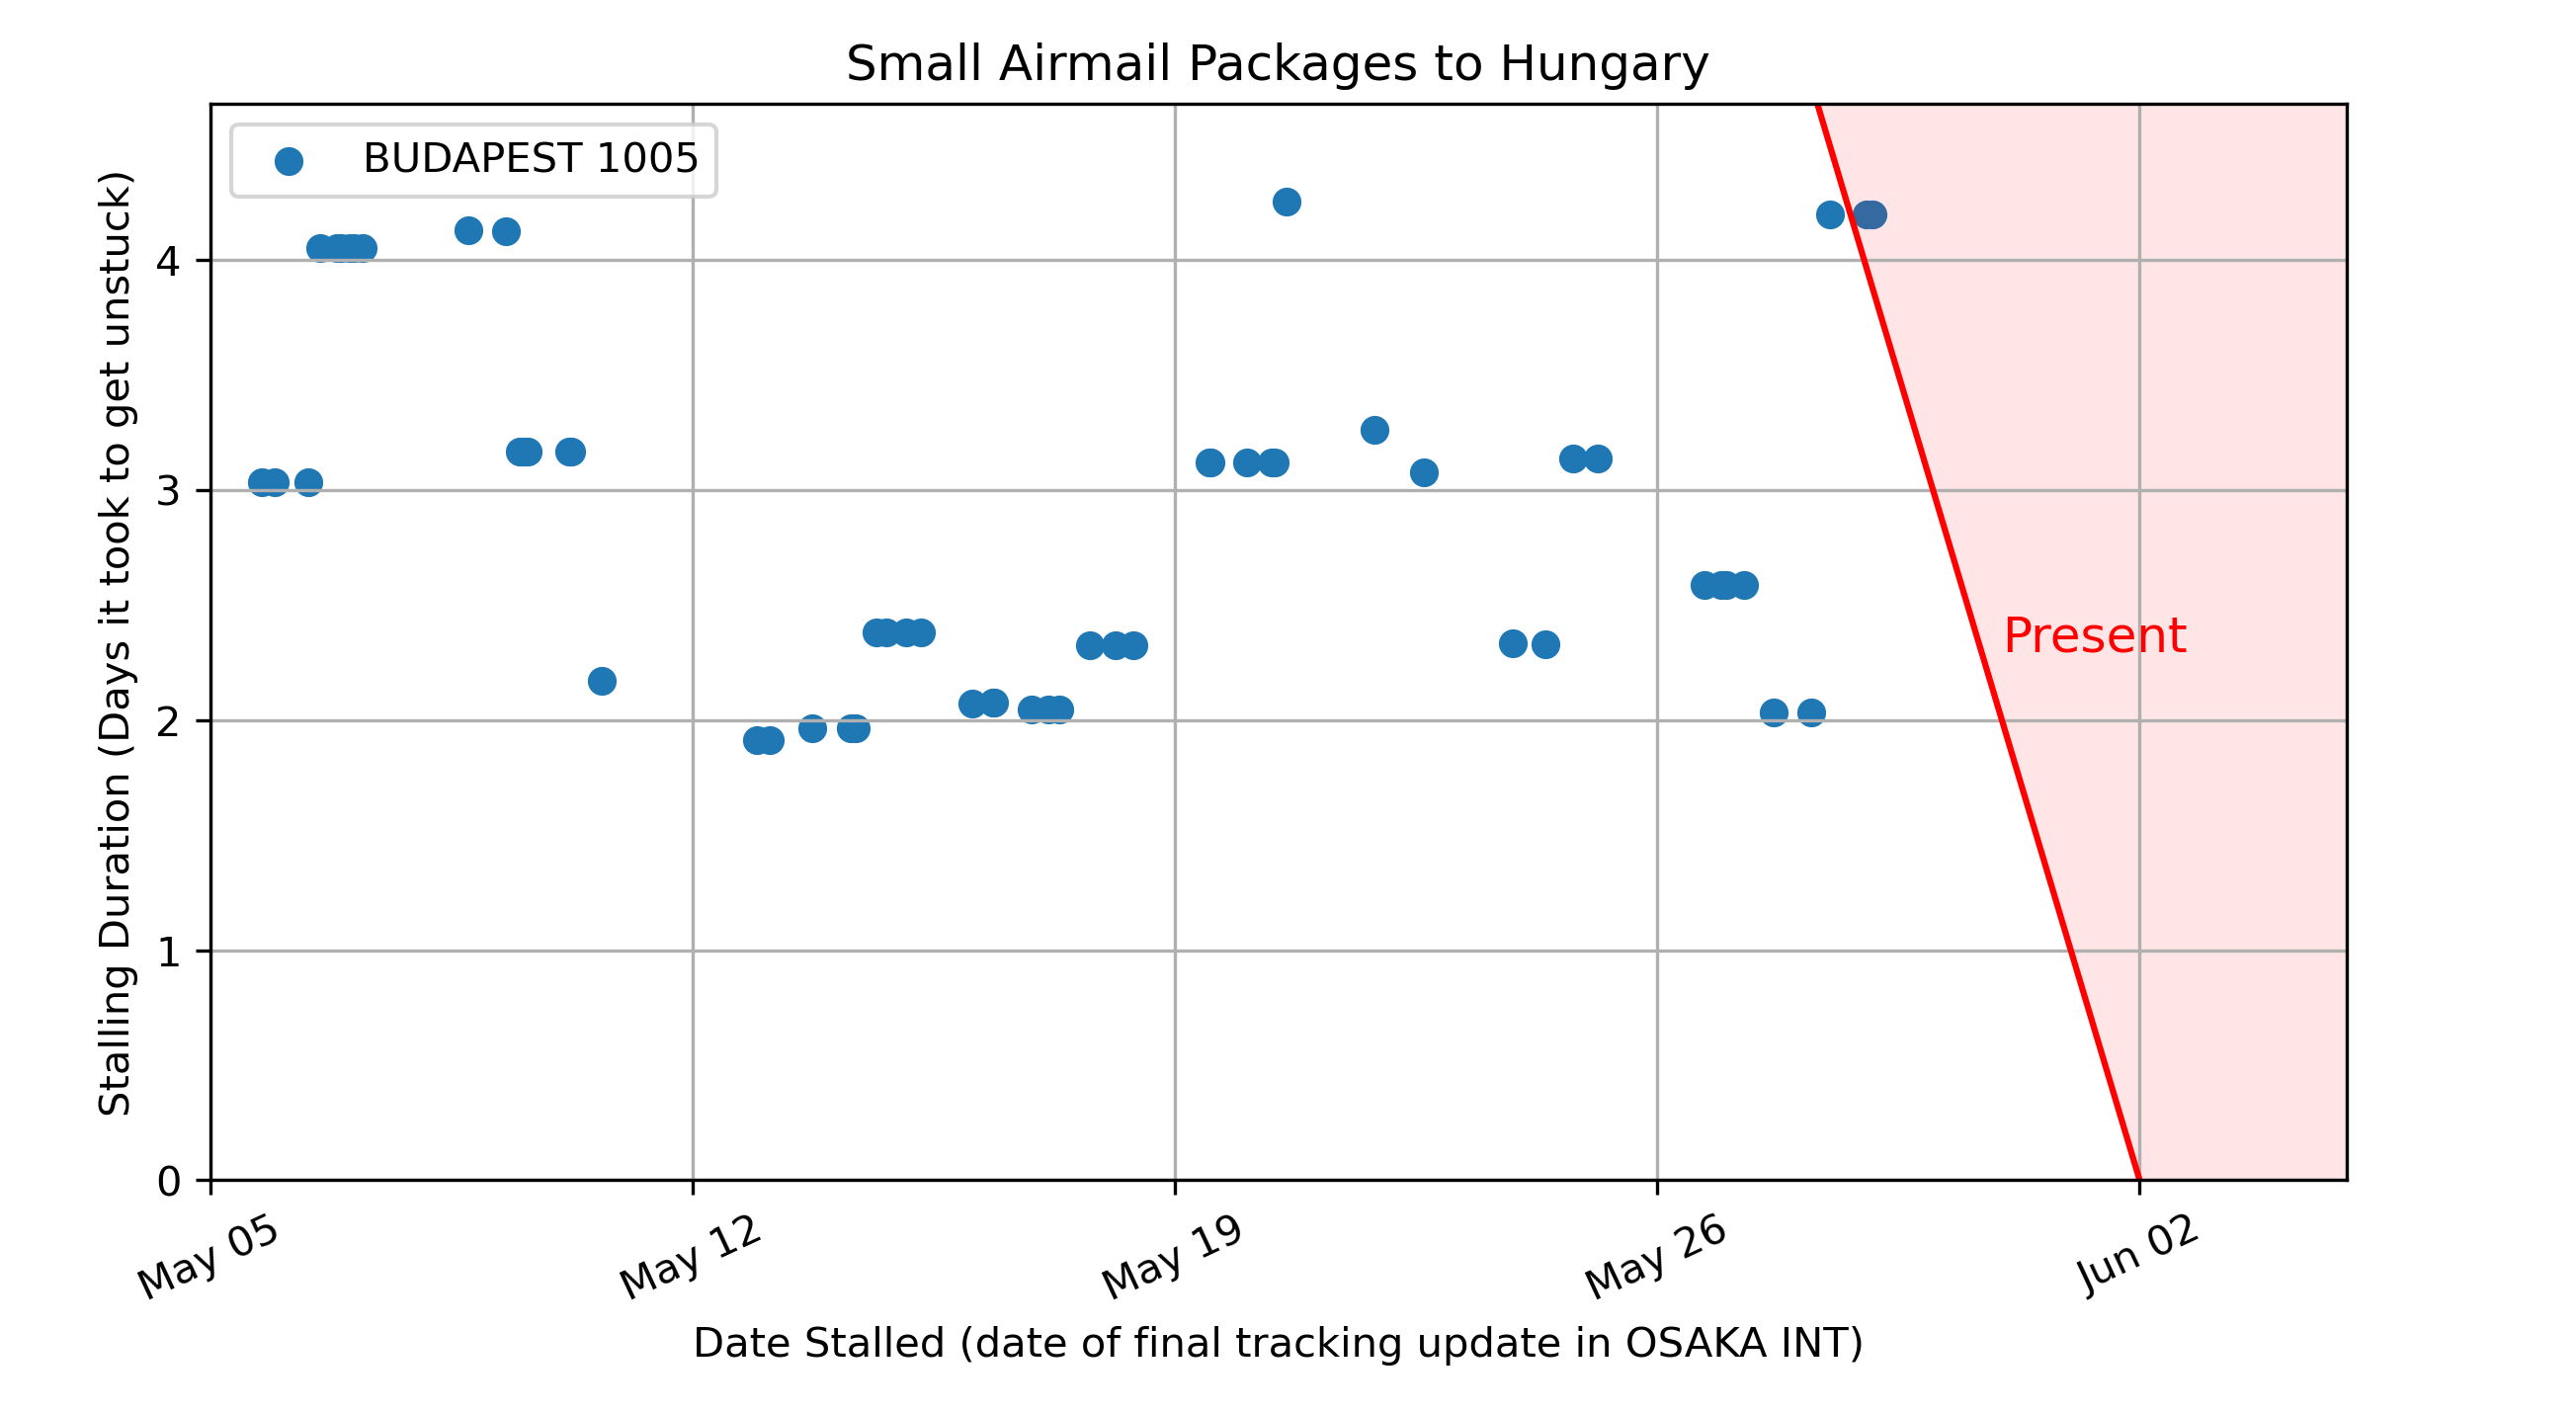 Small Airmail Packages to Hungary
BUDAPEST 1005
Stalling Duration (Days it took to get unstuck)
4
3
2
1
0
Present
May 05
May 12
May 19
May 26
Jun 02
Date Stalled (date of final tracking update in OSAKA INT)